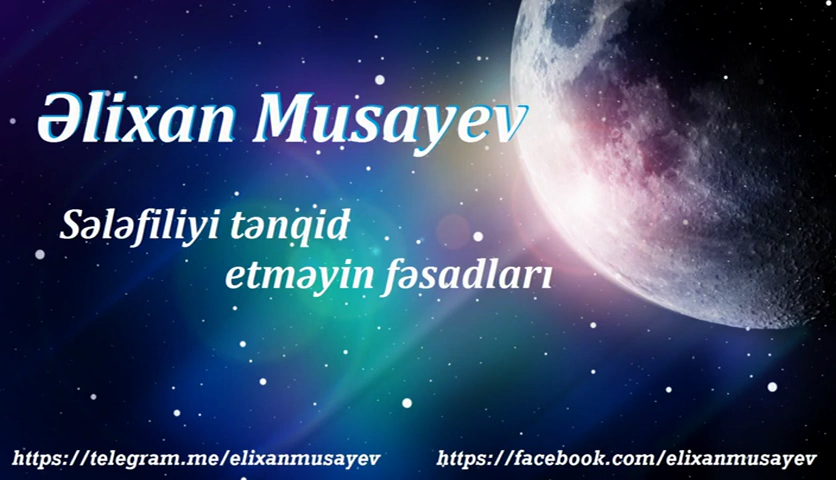 Əlixan Musayev
Sələfiliyi tənqid
etməyin fəsadları
https://telegram.me/elixanmusayev
https://facebook.com/elixanmusayev